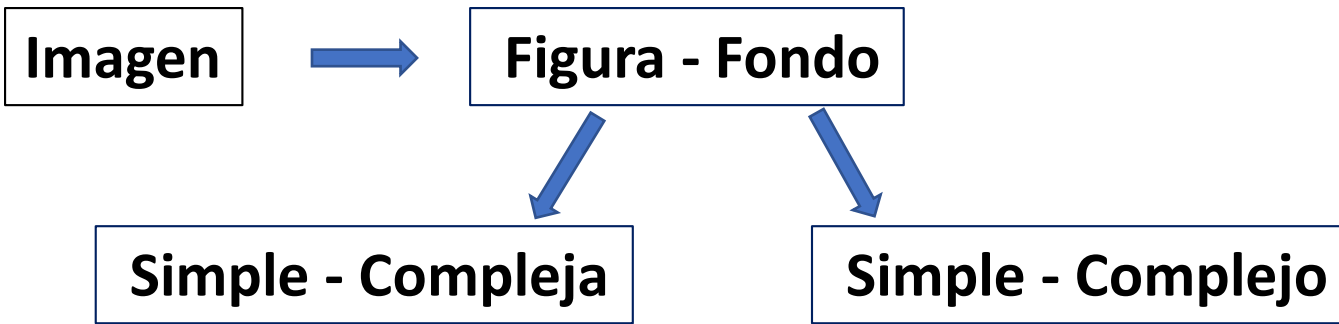 Imagen
Figura - Fondo
Simple - Compleja
Simple - Complejo